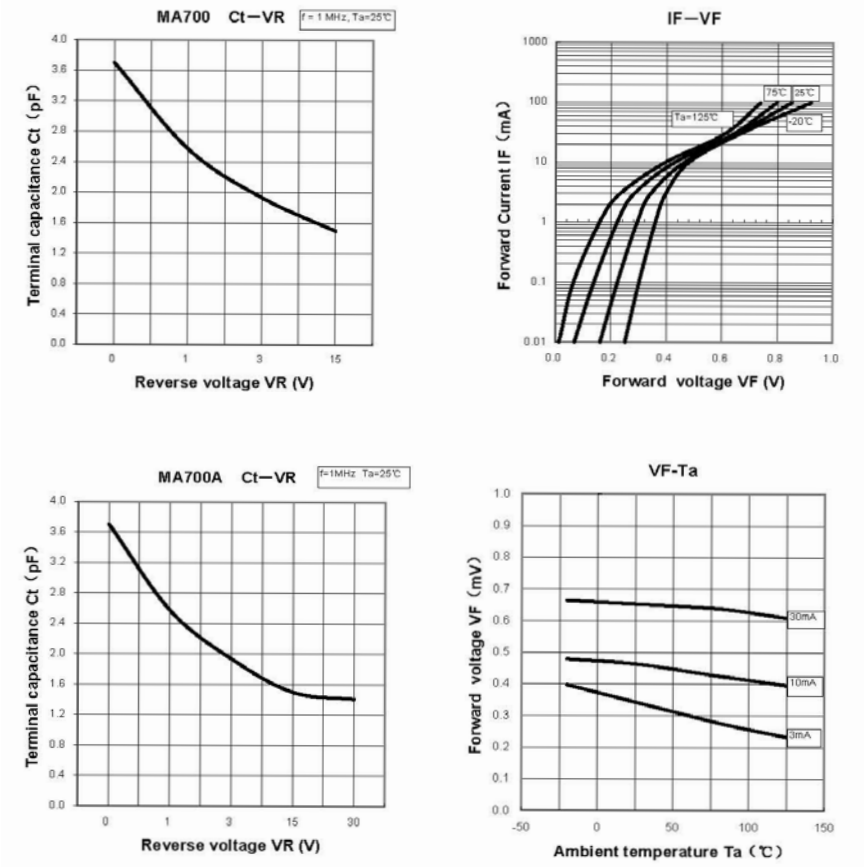 MA700 Ct—VR f = 1 MHz, Ta=25℃
4.0
3.6
3.2
2.8
2.4
2.0
1.6
1.2
0.8
0.4
0.0
Terminal capacitance Ct (pF)
0 1 3 15
Reverse voltage VR (V)
IF—VF
1000
100
10
1
0.1
0.01
Forward Current IF (mA)
75℃ 25℃
Ta=125℃
-20℃
0.0 0.2 0.4 0.6 0.8 1.0
Forward voltage VF (V)
MA700A Ct—VR f=1MHz Ta=25℃
4.0
3.6
3.2
2.8
2.4
2.0
1.6
1.2
0.8
0.4
0.0
Terminal capacitance Ct (pF)
0 1 3 15 30
Reverse voltage VR (V)
VF-Ta
1.0
0.9
0.8
0.7
0.6
0.5
0.4
0.3
0.2
0.1
0.0
Forward voltage VF (mV)
30mA
10mA
3mA
-50 0 50 100 150
Ambient temperature Ta (℃)